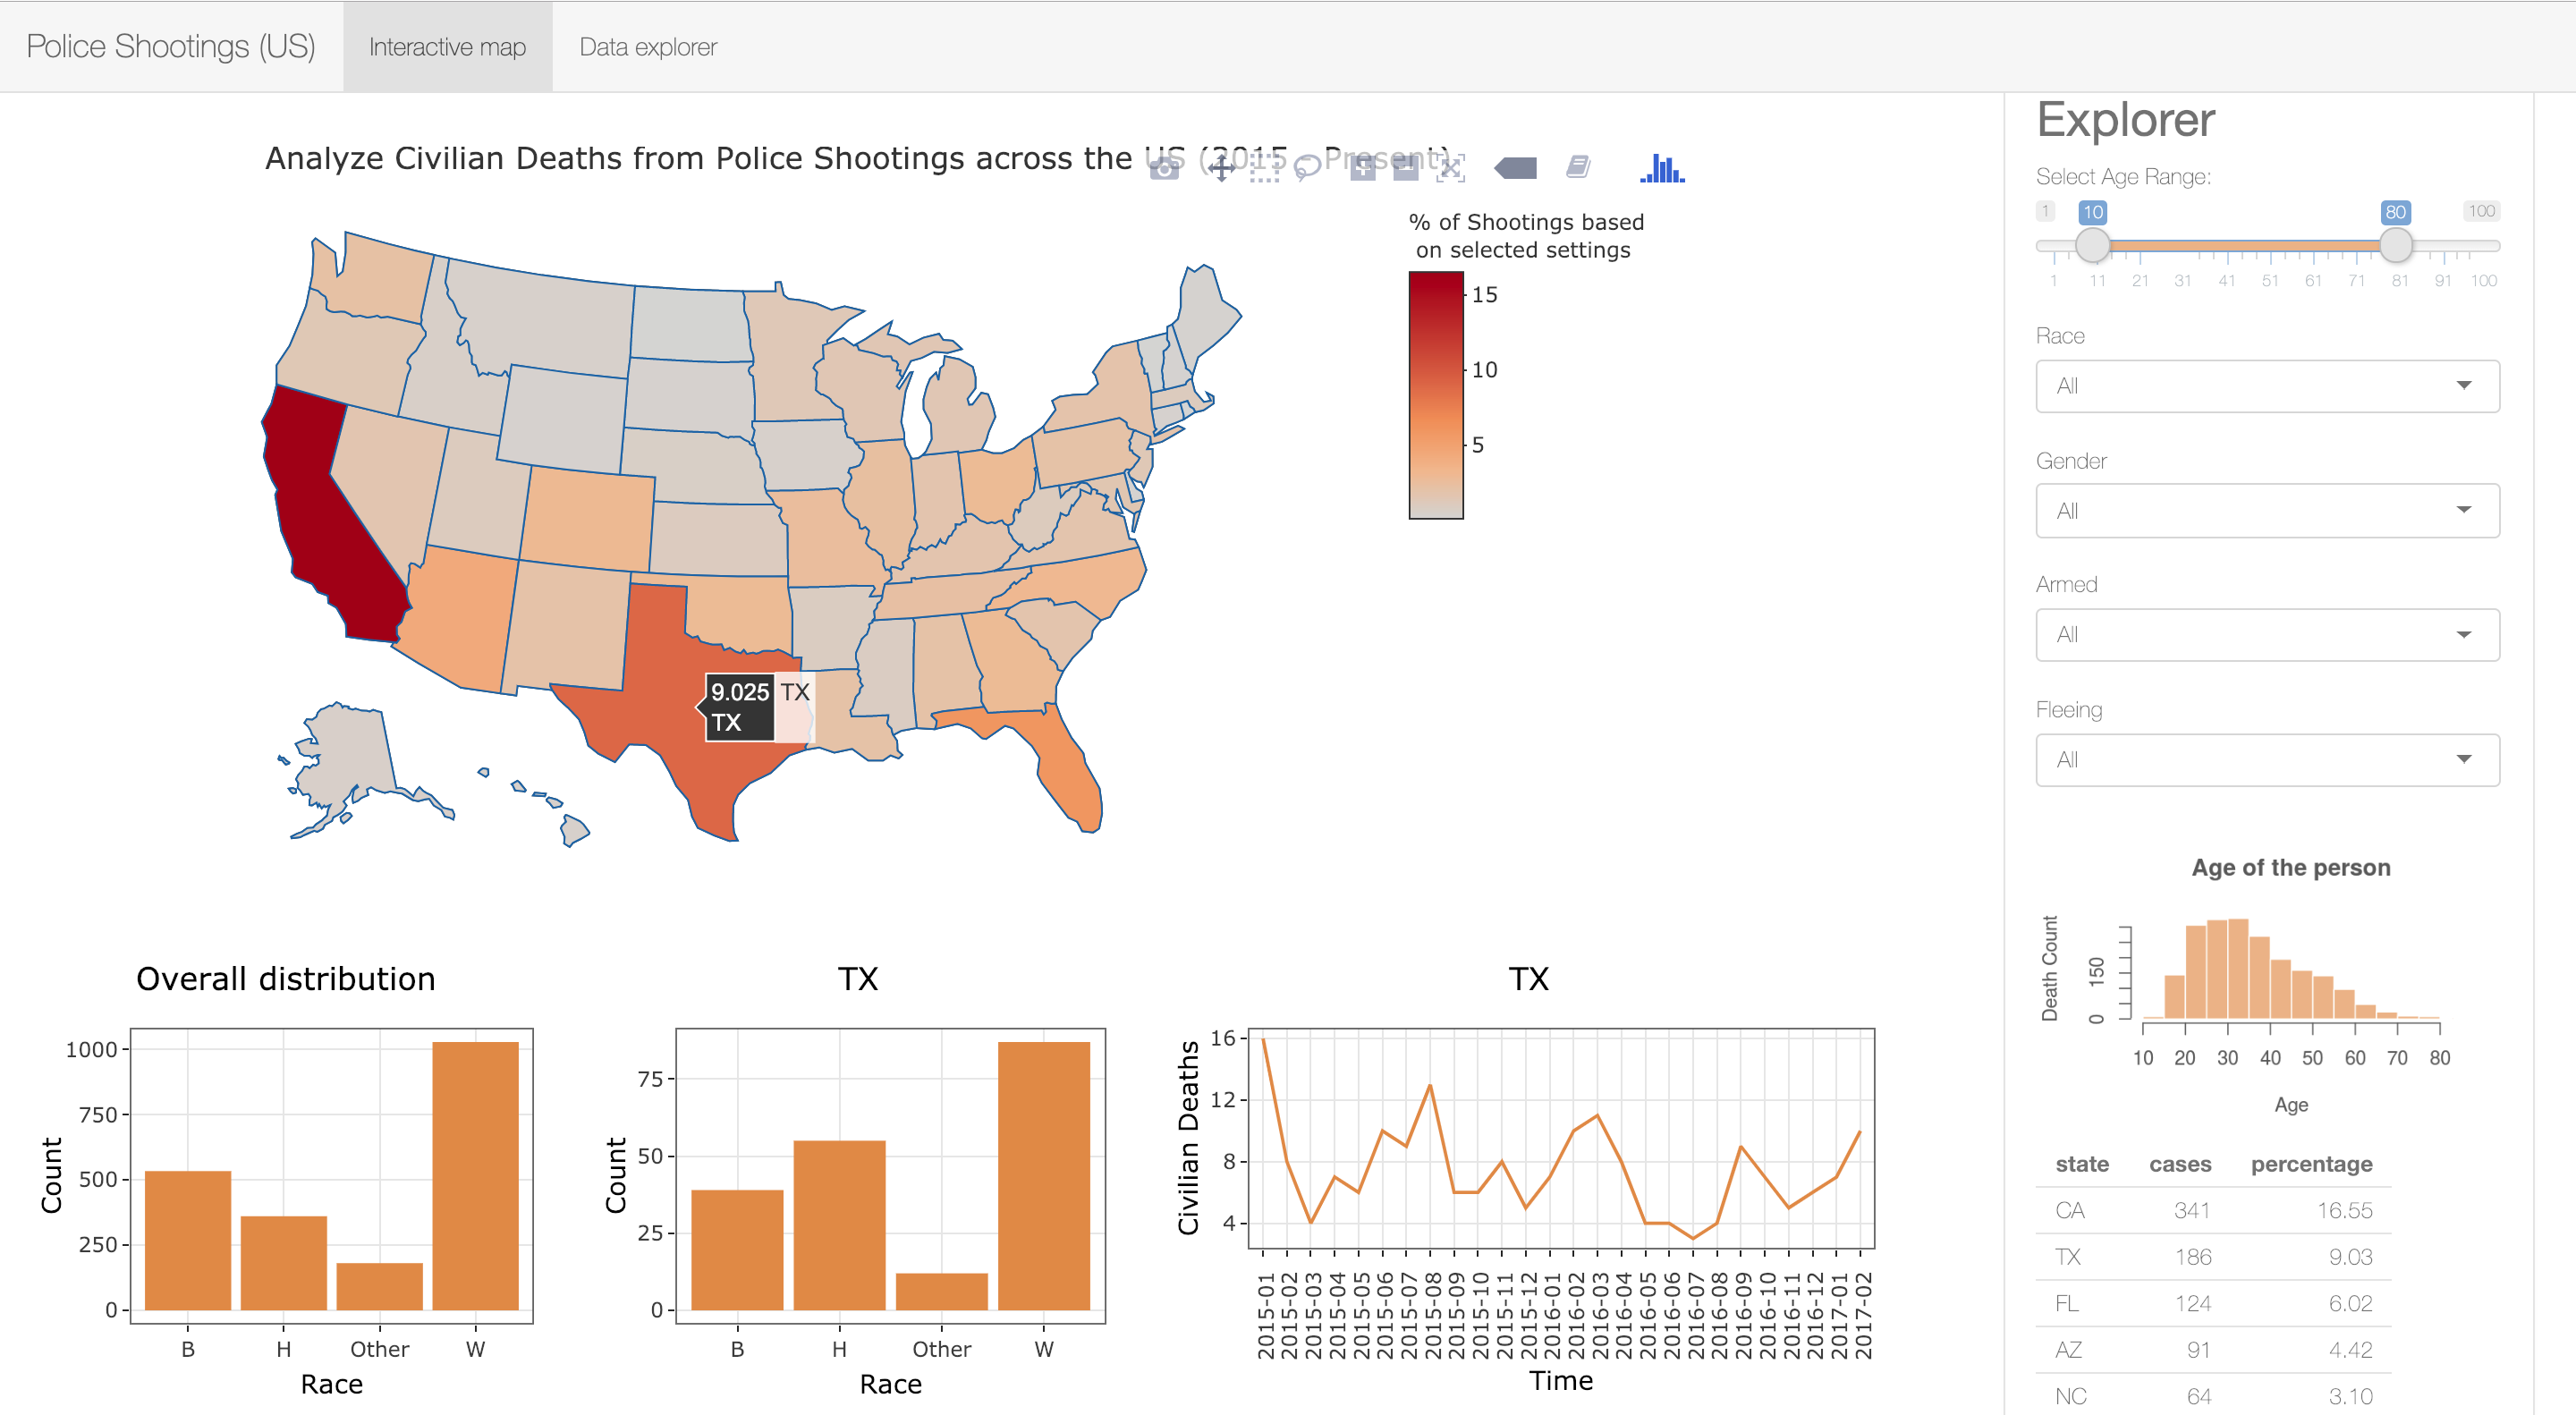 Police Shootings (US)
Interactive map
Data explorer
Analyze Civilian Deaths from Police Shootings across the US (2015 - Present)
% of Shootings based
on selected settings
15
10
5
9.025 TX
TX
Overall distribution
1000
750
500
250
0
Count
B H Other W
Race
TX
75
50
25
0
Count
B H Other W
Race
TX
16
12
8
4
Civilian Deaths
2015-01
2015-02
2015-03
2015-04
2015-05
2015-06
2015-07
2015-08
2015-09
2015-10
2015-11
2015-12
2016-01
2016-02
2016-03
2016-04
2016-05
2016-06
2016-07
2016-08
2016-09
2016-10
2016-11
2016-12
2017-01
2017-02
Time
Explorer
Select Age Range:
1 10 80 100
1 11 21 31 41 51 61 71 81 91 100
Race
All
Gender
All
Armed
All
Fleeing
All
Age of the person
Death Count
150
0
10 20 30 40 50 60 70 80
Age
state cases percentage
CA 341 16.55
TX 186 9.03
FL 124 6.02
AZ 91 4.42
NC 64 3.10